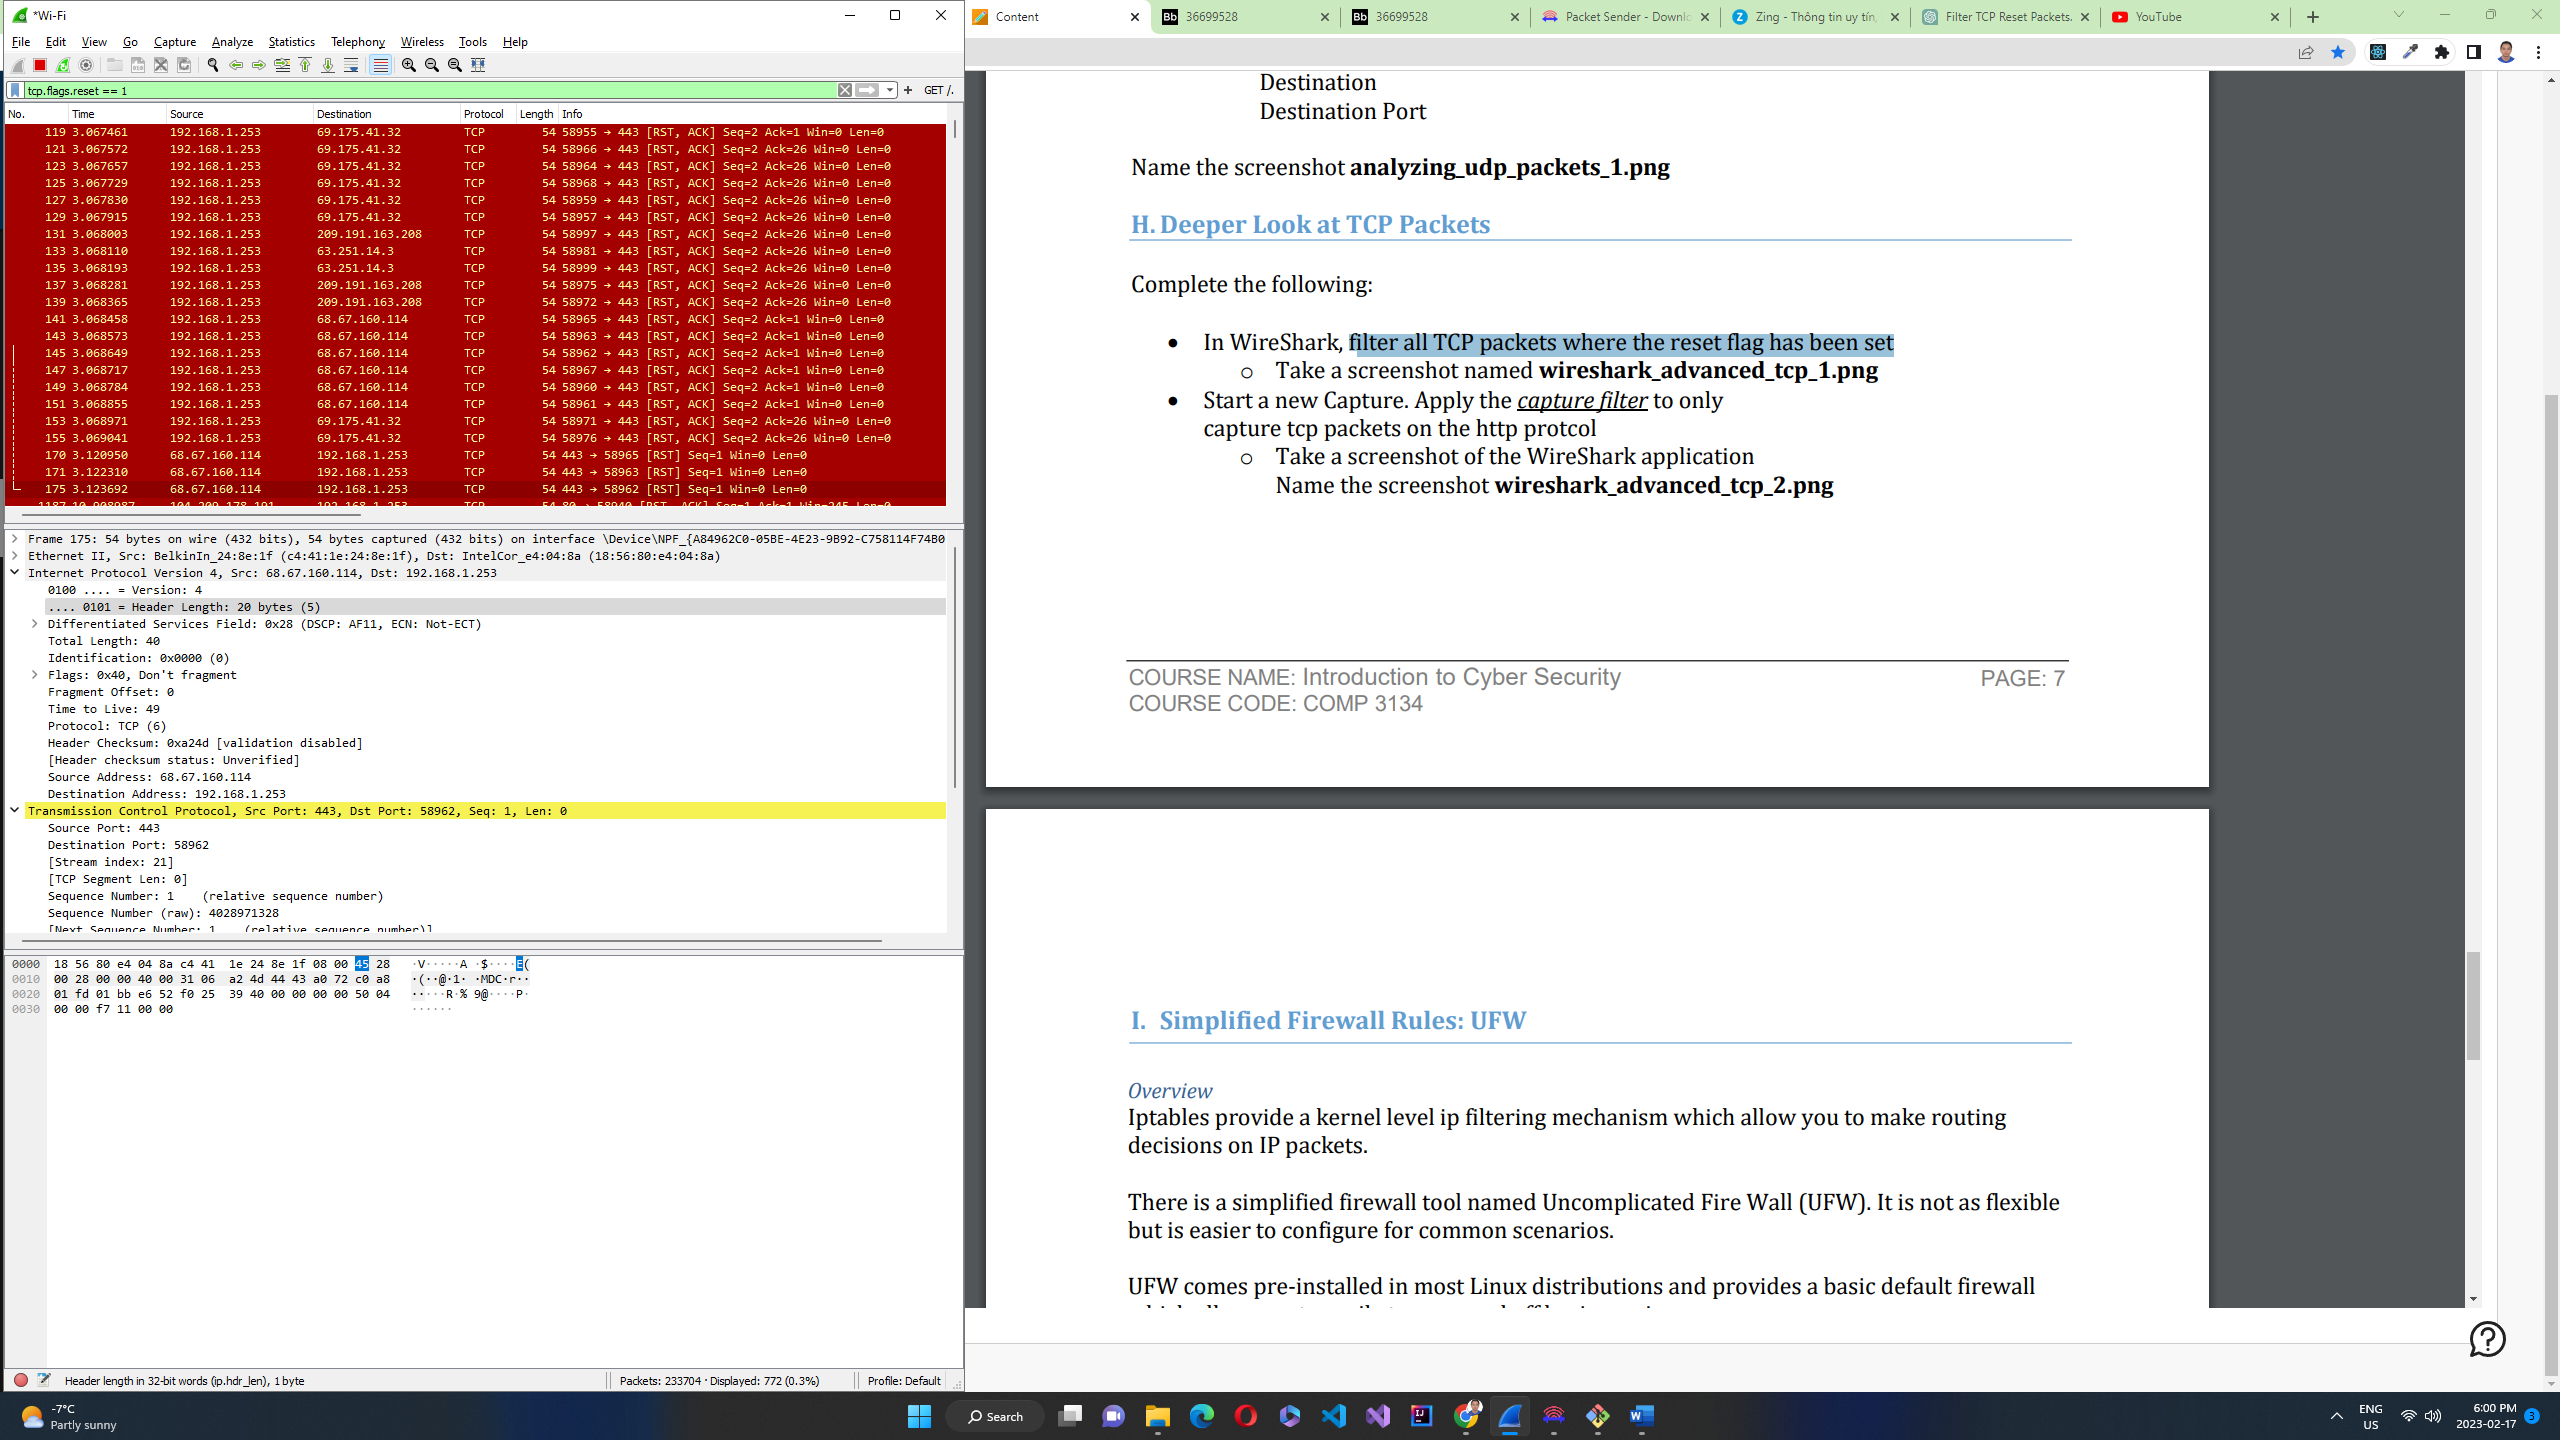 *Wi-Fi
File Edit View Go Capture Analyze Statistics Telephony Wireless Tools Help
tcp.flags.reset == 1
GET /.
No. Time Source Destination Protocol Length Info
119 3.067461 192.168.1.253 69.175.41.32 TCP 54 58955 → 443 [RST, ACK] Seq=2 Ack=1 Win=0 Len=0
121 3.067572 192.168.1.253 69.175.41.32 TCP 54 58966 → 443 [RST, ACK] Seq=2 Ack=26 Win=0 Len=0
123 3.067657 192.168.1.253 69.175.41.32 TCP 54 58964 → 443 [RST, ACK] Seq=2 Ack=26 Win=0 Len=0
125 3.067729 192.168.1.253 69.175.41.32 TCP 54 58968 → 443 [RST, ACK] Seq=2 Ack=26 Win=0 Len=0
127 3.067830 192.168.1.253 69.175.41.32 TCP 54 58959 → 443 [RST, ACK] Seq=2 Ack=26 Win=0 Len=0
129 3.067915 192.168.1.253 69.175.41.32 TCP 54 58957 → 443 [RST, ACK] Seq=2 Ack=26 Win=0 Len=0
131 3.068003 192.168.1.253 209.191.163.208 TCP 54 58997 → 443 [RST, ACK] Seq=2 Ack=26 Win=0 Len=0
133 3.068110 192.168.1.253 63.251.14.3 TCP 54 58981 → 443 [RST, ACK] Seq=2 Ack=26 Win=0 Len=0
135 3.068193 192.168.1.253 63.251.14.3 TCP 54 58999 → 443 [RST, ACK] Seq=2 Ack=26 Win=0 Len=0
137 3.068281 192.168.1.253 209.191.163.208 TCP 54 58975 → 443 [RST, ACK] Seq=2 Ack=26 Win=0 Len=0
139 3.068365 192.168.1.253 209.191.163.208 TCP 54 58972 → 443 [RST, ACK] Seq=2 Ack=26 Win=0 Len=0
141 3.068458 192.168.1.253 68.67.160.114 TCP 54 58965 → 443 [RST, ACK] Seq=2 Ack=1 Win=0 Len=0
143 3.068573 192.168.1.253 68.67.160.114 TCP 54 58963 → 443 [RST, ACK] Seq=2 Ack=1 Win=0 Len=0
145 3.068649 192.168.1.253 68.67.160.114 TCP 54 58962 → 443 [RST, ACK] Seq=2 Ack=1 Win=0 Len=0
147 3.068717 192.168.1.253 68.67.160.114 TCP 54 58967 → 443 [RST, ACK] Seq=2 Ack=1 Win=0 Len=0
149 3.068784 192.168.1.253 68.67.160.114 TCP 54 58960 → 443 [RST, ACK] Seq=2 Ack=1 Win=0 Len=0
151 3.068855 192.168.1.253 68.67.160.114 TCP 54 58961 → 443 [RST, ACK] Seq=2 Ack=1 Win=0 Len=0
153 3.068971 192.168.1.253 69.175.41.32 TCP 54 58971 → 443 [RST, ACK] Seq=2 Ack=26 Win=0 Len=0
155 3.069041 192.168.1.253 69.175.41.32 TCP 54 58976 → 443 [RST, ACK] Seq=2 Ack=26 Win=0 Len=0
170 3.120950 68.67.160.114 192.168.1.253 TCP 54 443 → 58965 [RST] Seq=1 Win=0 Len=0
171 3.122310 68.67.160.114 192.168.1.253 TCP 54 443 → 58963 [RST] Seq=1 Win=0 Len=0
175 3.123692 68.67.160.114 192.168.1.253 TCP 54 443 → 58962 [RST] Seq=1 Win=0 Len=0
1187 10.908987 104.209.178.191 192.168.1.253 TCP 54 80 → 58940 [RST, ACK] Seq=1 Ack=1 Win=245 Len=0
Frame 175: 54 bytes on wire (432 bits), 54 bytes captured (432 bits) on interface \Device\NPF_{A84962C0-05BE-4E23-9B92-C758114F74B0
Ethernet II, Src: BelkinIn_24:8e:1f (c4:41:1e:24:8e:1f), Dst: IntelCor_e4:04:8a (18:56:80:e4:04:8a)
Internet Protocol Version 4, Src: 68.67.160.114, Dst: 192.168.1.253
0100 .... = Version: 4
.... 0101 = Header Length: 20 bytes (5)
Differentiated Services Field: 0x28 (DSCP: AF11, ECN: Not-ECT)
Total Length: 40
Identification: 0x0000 (0)
Flags: 0x40, Don't fragment
Fragment Offset: 0
Time to Live: 49
Protocol: TCP (6)
Header Checksum: 0xa24d [validation disabled]
[Header checksum status: Unverified]
Source Address: 68.67.160.114
Destination Address: 192.168.1.253
Transmission Control Protocol, Src Port: 443, Dst Port: 58962, Seq: 1, Len: 0
Source Port: 443
Destination Port: 58962
[Stream index: 21]
[TCP Segment Len: 0]
Sequence Number: 1 (relative sequence number)
Sequence Number (raw): 4028971328
[Next Sequence Number: 1 (relative sequence number)]
0000 18 56 80 e4 04 8a c4 41 1e 24 8e 1f 08 00 45 28 ·V·····A ·$····E(
0010 00 28 00 00 40 00 31 06 a2 4d 44 43 a0 72 c0 a8 ·(··@·1· ·MDC·r··
0020 01 fd 01 bb e6 52 f0 25 39 40 00 00 00 00 50 04 ·····R·% 9@····P·
0030 00 00 f7 11 00 00 ······
Header length in 32-bit words (ip.hdr_len), 1 byte
Packets: 233704 · Displayed: 772 (0.3%)
Profile: Default
Content
Bb 36699528
Bb 36699528
Packet Sender - Downlo
Zing - Thông tin uy tín,
Filter TCP Reset Packets.
YouTube
Destination
Destination Port
Name the screenshot analyzing_udp_packets_1.png
H. Deeper Look at TCP Packets
Complete the following:
• In WireShark, filter all TCP packets where the reset flag has been set
o Take a screenshot named wireshark_advanced_tcp_1.png
• Start a new Capture. Apply the capture filter to only
capture tcp packets on the http protcol
o Take a screenshot of the WireShark application
Name the screenshot wireshark_advanced_tcp_2.png
COURSE NAME: Introduction to Cyber Security PAGE: 7
COURSE CODE: COMP 3134
I. Simplified Firewall Rules: UFW
Overview
Iptables provide a kernel level ip filtering mechanism which allow you to make routing
decisions on IP packets.
There is a simplified firewall tool named Uncomplicated Fire Wall (UFW). It is not as flexible
but is easier to configure for common scenarios.
UFW comes pre-installed in most Linux distributions and provides a basic default firewall
-7°C
Partly sunny
Search
ENG
US
6:00 PM
2023-02-17
3